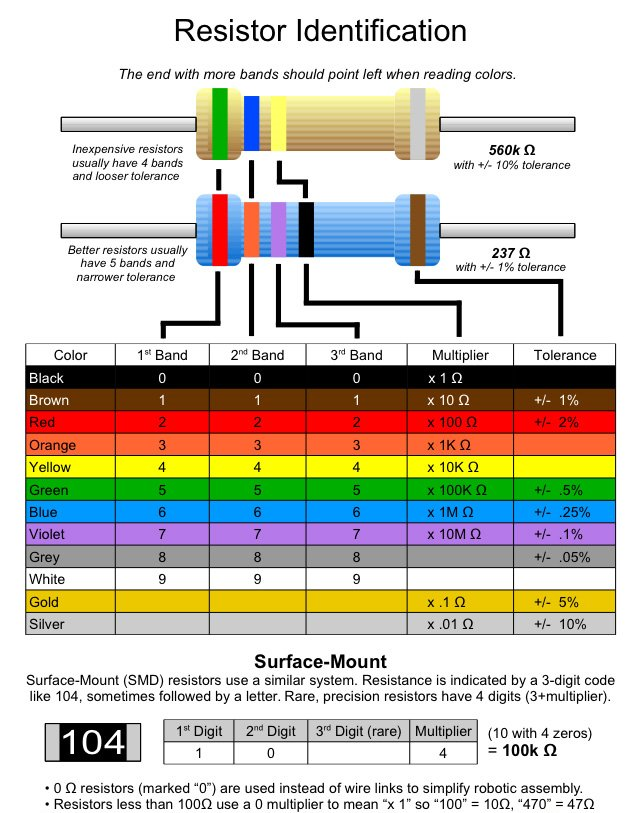 Resistor Identification
The end with more bands should point left when reading colors.
Inexpensive resistors
usually have 4 bands
and looser tolerance
560k Ω
with +/- 10% tolerance
Better resistors usually
have 5 bands and
narrower tolerance
237 Ω
with +/- 1% tolerance
Color 1st Band 2nd Band 3rd Band Multiplier Tolerance
Black 0 0 0 x 1 Ω
Brown 1 1 1 x 10 Ω +/- 1%
Red 2 2 2 x 100 Ω +/- 2%
Orange 3 3 3 x 1K Ω
Yellow 4 4 4 x 10K Ω
Green 5 5 5 x 100K Ω +/- .5%
Blue 6 6 6 x 1M Ω +/- .25%
Violet 7 7 7 x 10M Ω +/- .1%
Grey 8 8 8 +/- .05%
White 9 9 9
Gold x .1 Ω +/- 5%
Silver x .01 Ω +/- 10%
Surface-Mount
Surface-Mount (SMD) resistors use a similar system. Resistance is indicated by a 3-digit code
like 104, sometimes followed by a letter. Rare, precision resistors have 4 digits (3+multiplier).
104
1st Digit 2nd Digit 3rd Digit (rare) Multiplier
1 0 4
(10 with 4 zeros)
= 100k Ω
• 0 Ω resistors (marked “0”) are used instead of wire links to simplify robotic assembly.
• Resistors less than 100Ω use a 0 multiplier to mean “x 1” so “100” = 10Ω, “470” = 47Ω